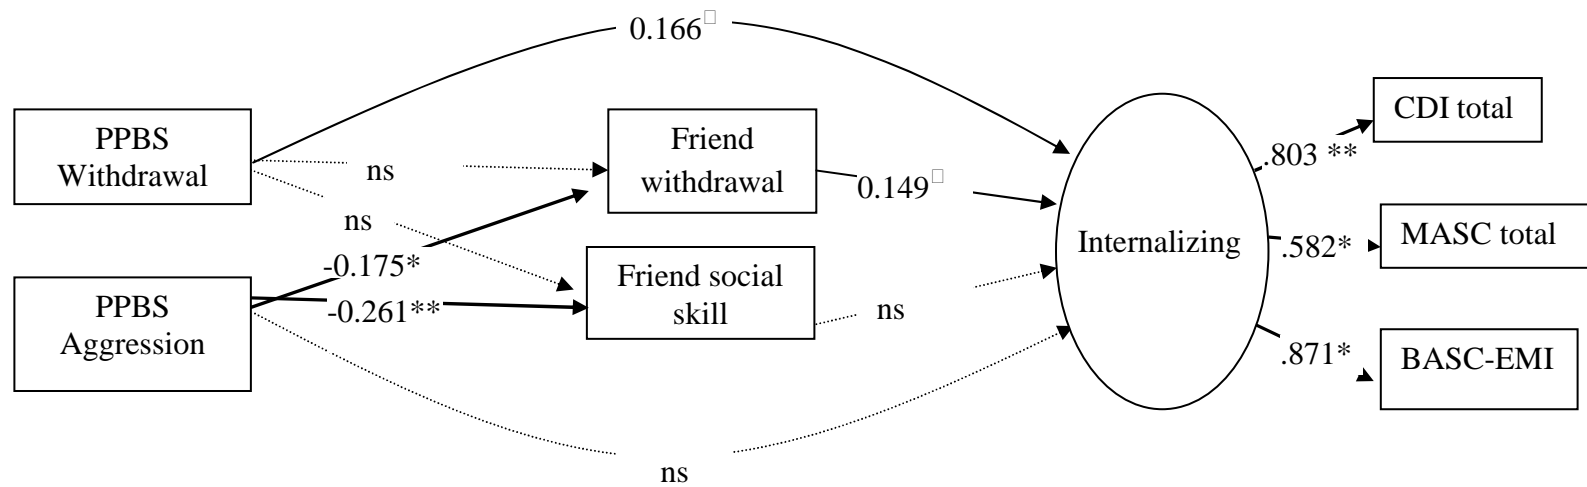 0.166
PPBS
Withdrawal
ns
ns
Friend
withdrawal
0.149
-0.175*
-0.261**
PPBS
Aggression
Friend social
skill
ns
ns
Internalizing
.803 **
.582*
.871*
CDI total
MASC total
BASC-EMI